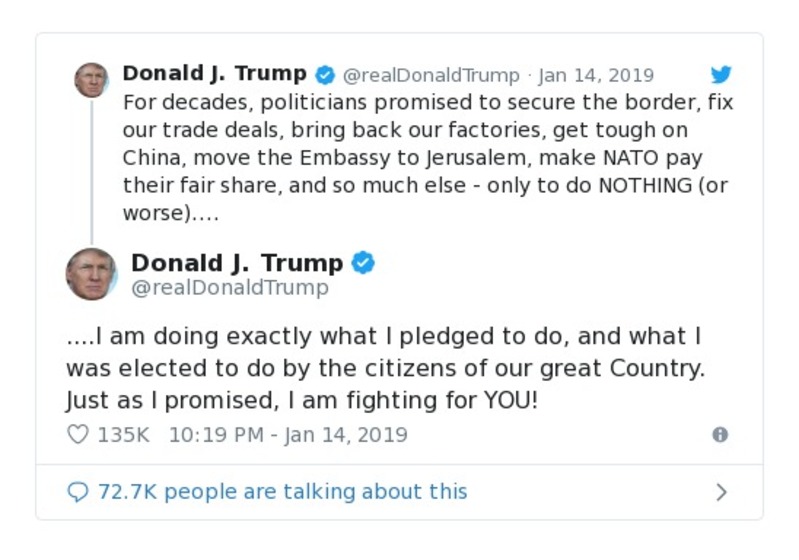 Donald J. Trump @realDonaldTrump · Jan 14, 2019
For decades, politicians promised to secure the border, fix
our trade deals, bring back our factories, get tough on
China, move the Embassy to Jerusalem, make NATO pay
their fair share, and so much else - only to do NOTHING (or
worse)....
Donald J. Trump
@realDonaldTrump
....I am doing exactly what I pledged to do, and what I
was elected to do by the citizens of our great Country.
Just as I promised, I am fighting for YOU!
135K 10:19 PM - Jan 14, 2019
72.7K people are talking about this